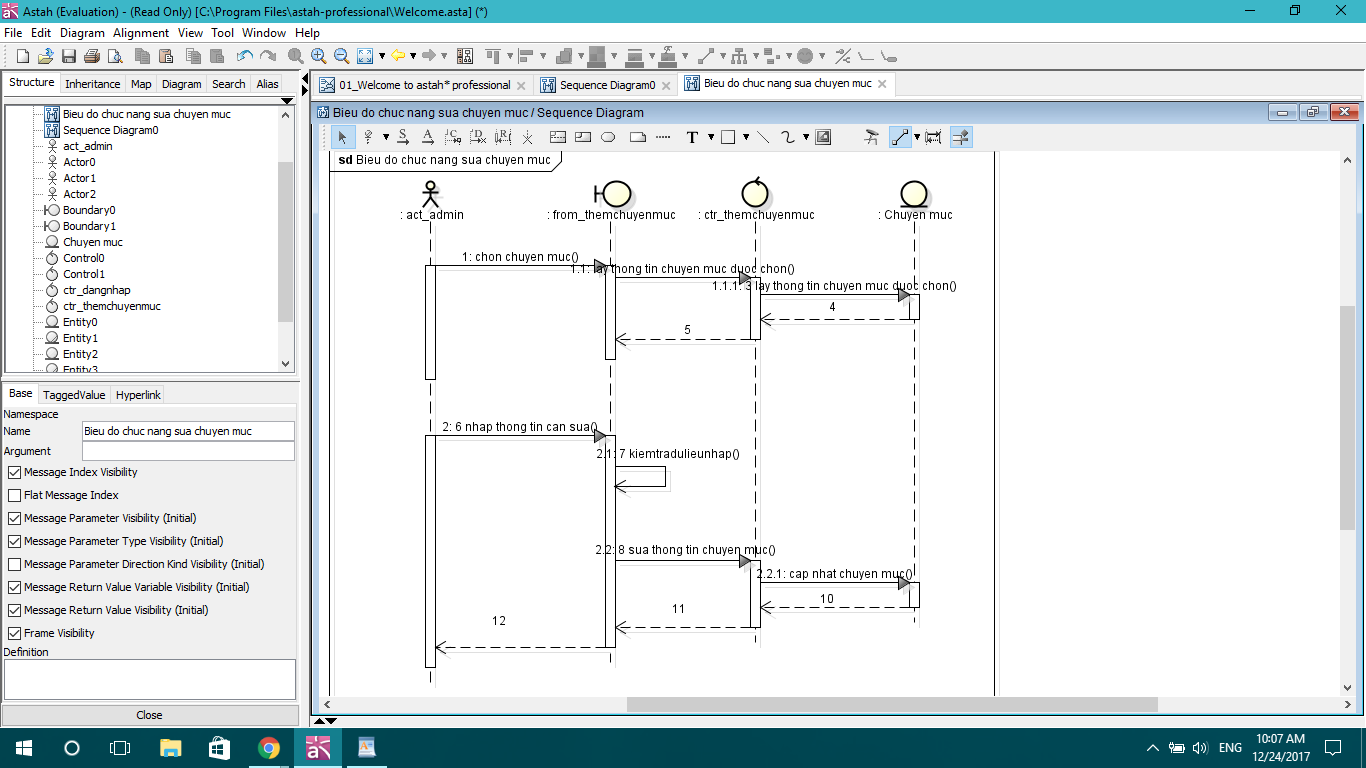 Astah (Evaluation) - (Read Only) [C:\Program Files\astah-professional\Welcome.asta] (*)
File Edit Diagram Alignment View Tool Window Help
Structure Inheritance Map Diagram Search Alias
Bieu do chuc nang sua chuyen muc
Sequence Diagram0
act_admin
Actor0
Actor1
Actor2
Boundary0
Boundary1
Chuyen muc
Control0
Control1
ctr_dangnhap
ctr_themchuyenmuc
Entity0
Entity1
Entity2
Entity3
Base TaggedValue Hyperlink
Namespace
Name Bieu do chuc nang sua chuyen muc
Argument
Message Index Visibility
Flat Message Index
Message Parameter Visibility (Initial)
Message Parameter Type Visibility (Initial)
Message Parameter Direction Kind Visibility (Initial)
Message Return Value Variable Visibility (Initial)
Message Return Value Visibility (Initial)
Frame Visibility
Definition
Close
01_Welcome to astah* professional Sequence Diagram0 Bieu do chuc nang sua chuyen muc
Bieu do chuc nang sua chuyen muc / Sequence Diagram
T
sd Bieu do chuc nang sua chuyen muc
: act_admin : from_themchuyenmuc : ctr_themchuyenmuc : Chuyen muc
1: chon chuyen muc()
1.1: lay thong tin chuyen muc duoc chon()
1.1.1: 3 lay thong tin chuyen muc duoc chon()
4
5
2: 6 nhap thong tin can sua()
2.1: 7 kiemtradulieunhap()
2.2: 8 sua thong tin chuyen muc()
2.2.1: cap nhat chuyen muc()
10
11
12
ENG
10:07 AM
12/24/2017